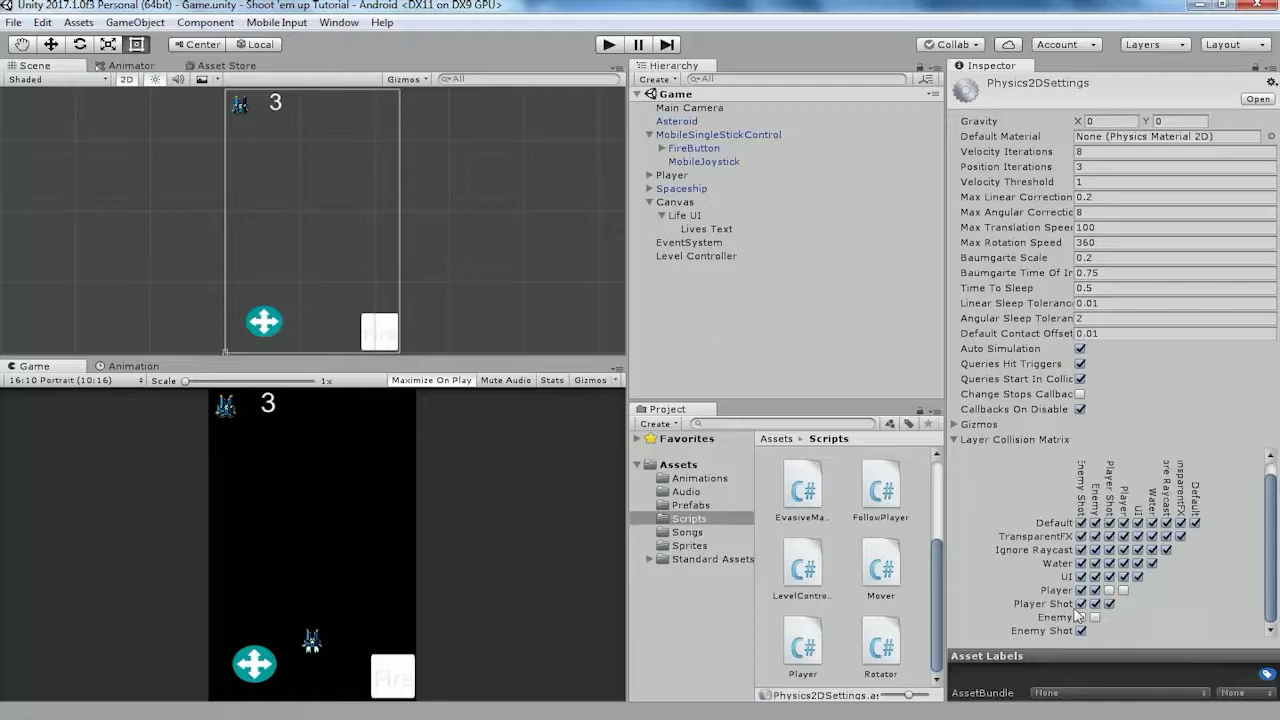 Unity 2017.1.0f3 Personal (64bit) - Game.unity - Shoot 'em up Tutorial - Android <DX11 on DX9 GPU>
File Edit Assets GameObject Component Mobile Input Window Help
Center Local Collab Account Layers Layout
Scene Animator Asset Store
Shaded 2D Gizmos All
3
Game Animation
16:10 Portrait (10:16) Scale 1x Maximize On Play Mute Audio Stats Gizmos
3
Fire
Hierarchy
Create All
Game
Main Camera
Asteroid
MobileSingleStickControl
FireButton
MobileJoystick
Player
Spaceship
Canvas
Life UI
Lives Text
EventSystem
Level Controller
Project
Create
Favorites
Assets
Animations
Audio
Prefabs
Scripts
Songs
Sprites
Standard Assets
Assets Scripts
C# C#
EvasiveMa... FollowPlayer
C# C#
LevelContro... Mover
C# C#
Player Rotator
Physics2DSettings.as
Inspector
Physics2DSettings
Open
Gravity X 0 Y 0
Default Material None (Physics Material 2D)
Velocity Iterations 8
Position Iterations 3
Velocity Threshold 1
Max Linear Correction 0.2
Max Angular Correctic 8
Max Translation Spee 100
Max Rotation Speed 360
Baumgarte Scale 0.2
Baumgarte Time Of Ir 0.75
Time To Sleep 0.5
Linear Sleep Toleranc 0.01
Angular Sleep Toleran 2
Default Contact Offset 0.01
Auto Simulation
Queries Hit Triggers
Queries Start In Collic
Change Stops Callbac
Callbacks On Disable
Gizmos
Layer Collision Matrix
Enemy Shot Enemy Player Shot Player UI Water ore Raycast nsparentFX Default
Default
TransparentFX
Ignore Raycast
Water
UI
Player
Player Shot
Enemy
Enemy Shot
Asset Labels
AssetBundle None None